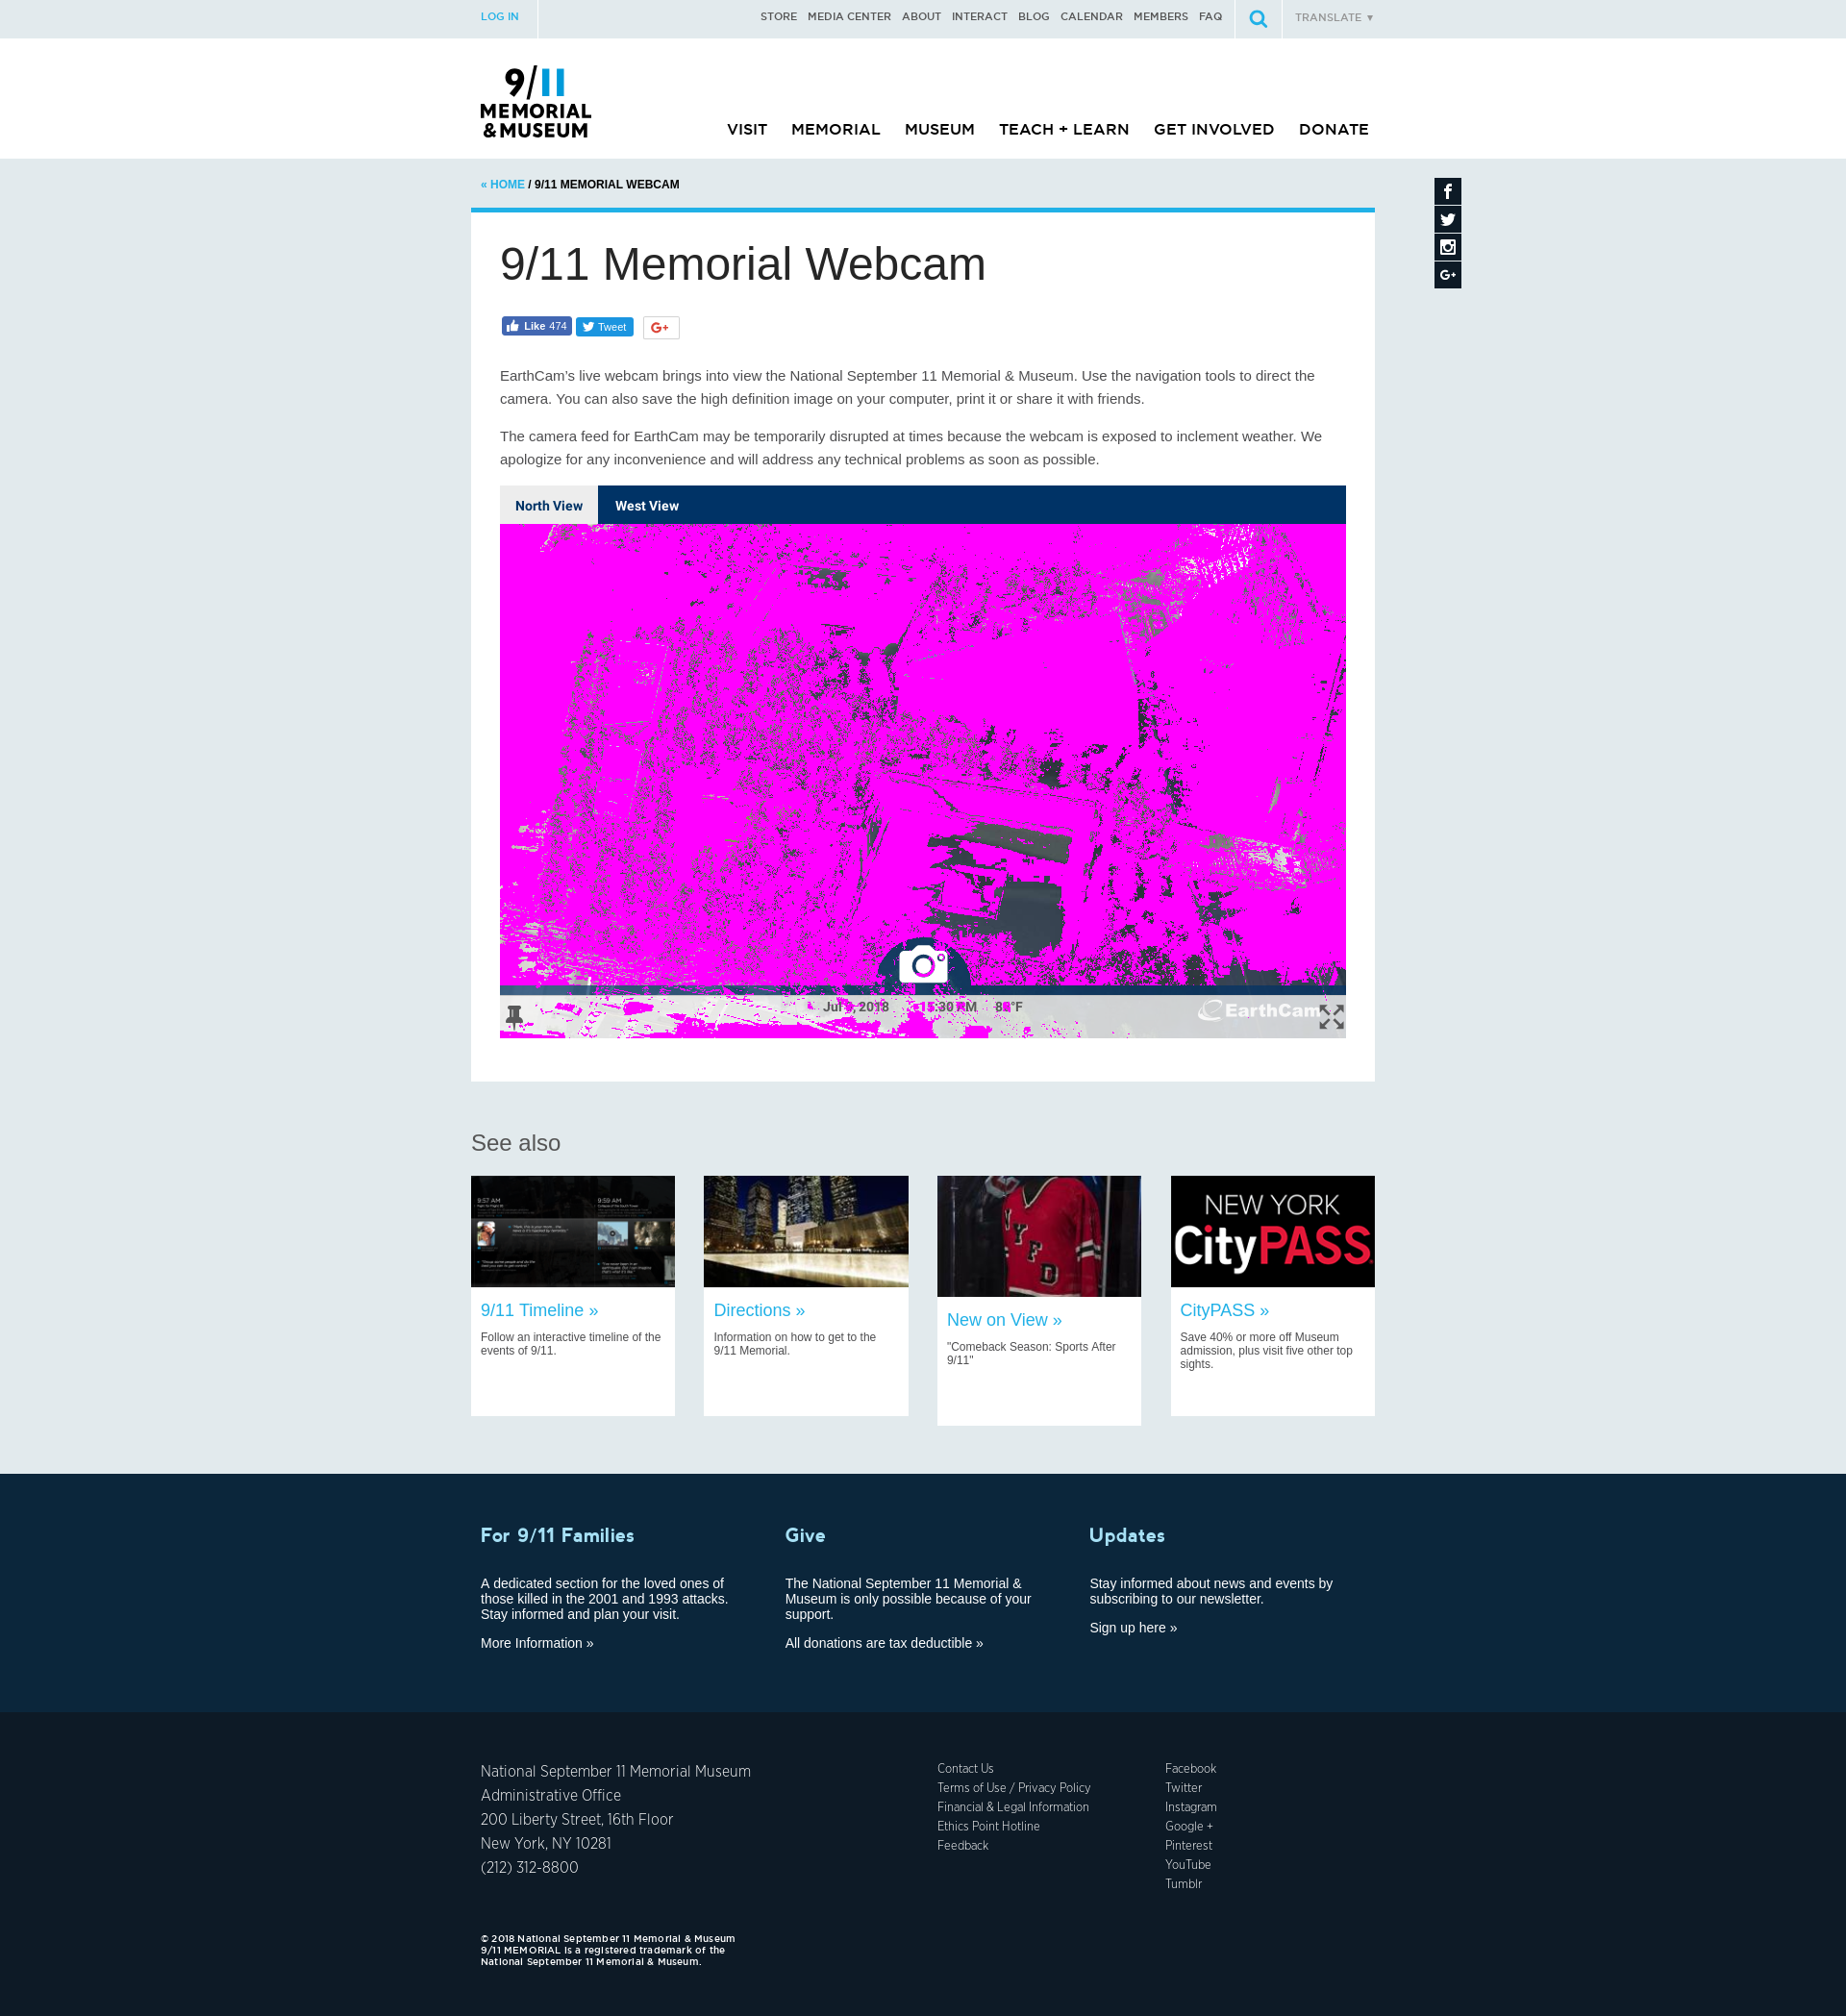 LOG IN
STORE MEDIA CENTER ABOUT INTERACT BLOG CALENDAR MEMBERS FAQ
TRANSLATE ▼
9/11
MEMORIAL
& MUSEUM
VISIT MEMORIAL MUSEUM TEACH + LEARN GET INVOLVED DONATE
« HOME / 9/11 MEMORIAL WEBCAM
9/11 Memorial Webcam
Like 474
Tweet
G+
EarthCam's live webcam brings into view the National September 11 Memorial & Museum. Use the navigation tools to direct the
camera. You can also save the high definition image on your computer, print it or share it with friends.
The camera feed for EarthCam may be temporarily disrupted at times because the webcam is exposed to inclement weather. We
apologize for any inconvenience and will address any technical problems as soon as possible.
North View West View
EarthCam
See also
9:57 AM
9:59 AM
NYFD
NEW YORK
CityPASS
9/11 Timeline »
Follow an interactive timeline of the
events of 9/11.
Directions »
Information on how to get to the
9/11 Memorial.
New on View »
"Comeback Season: Sports After
9/11"
CityPASS »
Save 40% or more off Museum
admission, plus visit five other top
sights.
For 9/11 Families
A dedicated section for the loved ones of
those killed in the 2001 and 1993 attacks.
Stay informed and plan your visit.
More Information »
Give
The National September 11 Memorial &
Museum is only possible because of your
support.
All donations are tax deductible »
Updates
Stay informed about news and events by
subscribing to our newsletter.
Sign up here »
National September 11 Memorial Museum
Administrative Office
200 Liberty Street, 16th Floor
New York, NY 10281
(212) 312-8800
Contact Us
Terms of Use / Privacy Policy
Financial & Legal Information
Ethics Point Hotline
Feedback
Facebook
Twitter
Instagram
Google +
Pinterest
YouTube
Tumblr
© 2018 National September 11 Memorial & Museum
9/11 MEMORIAL is a registered trademark of the
National September 11 Memorial & Museum.